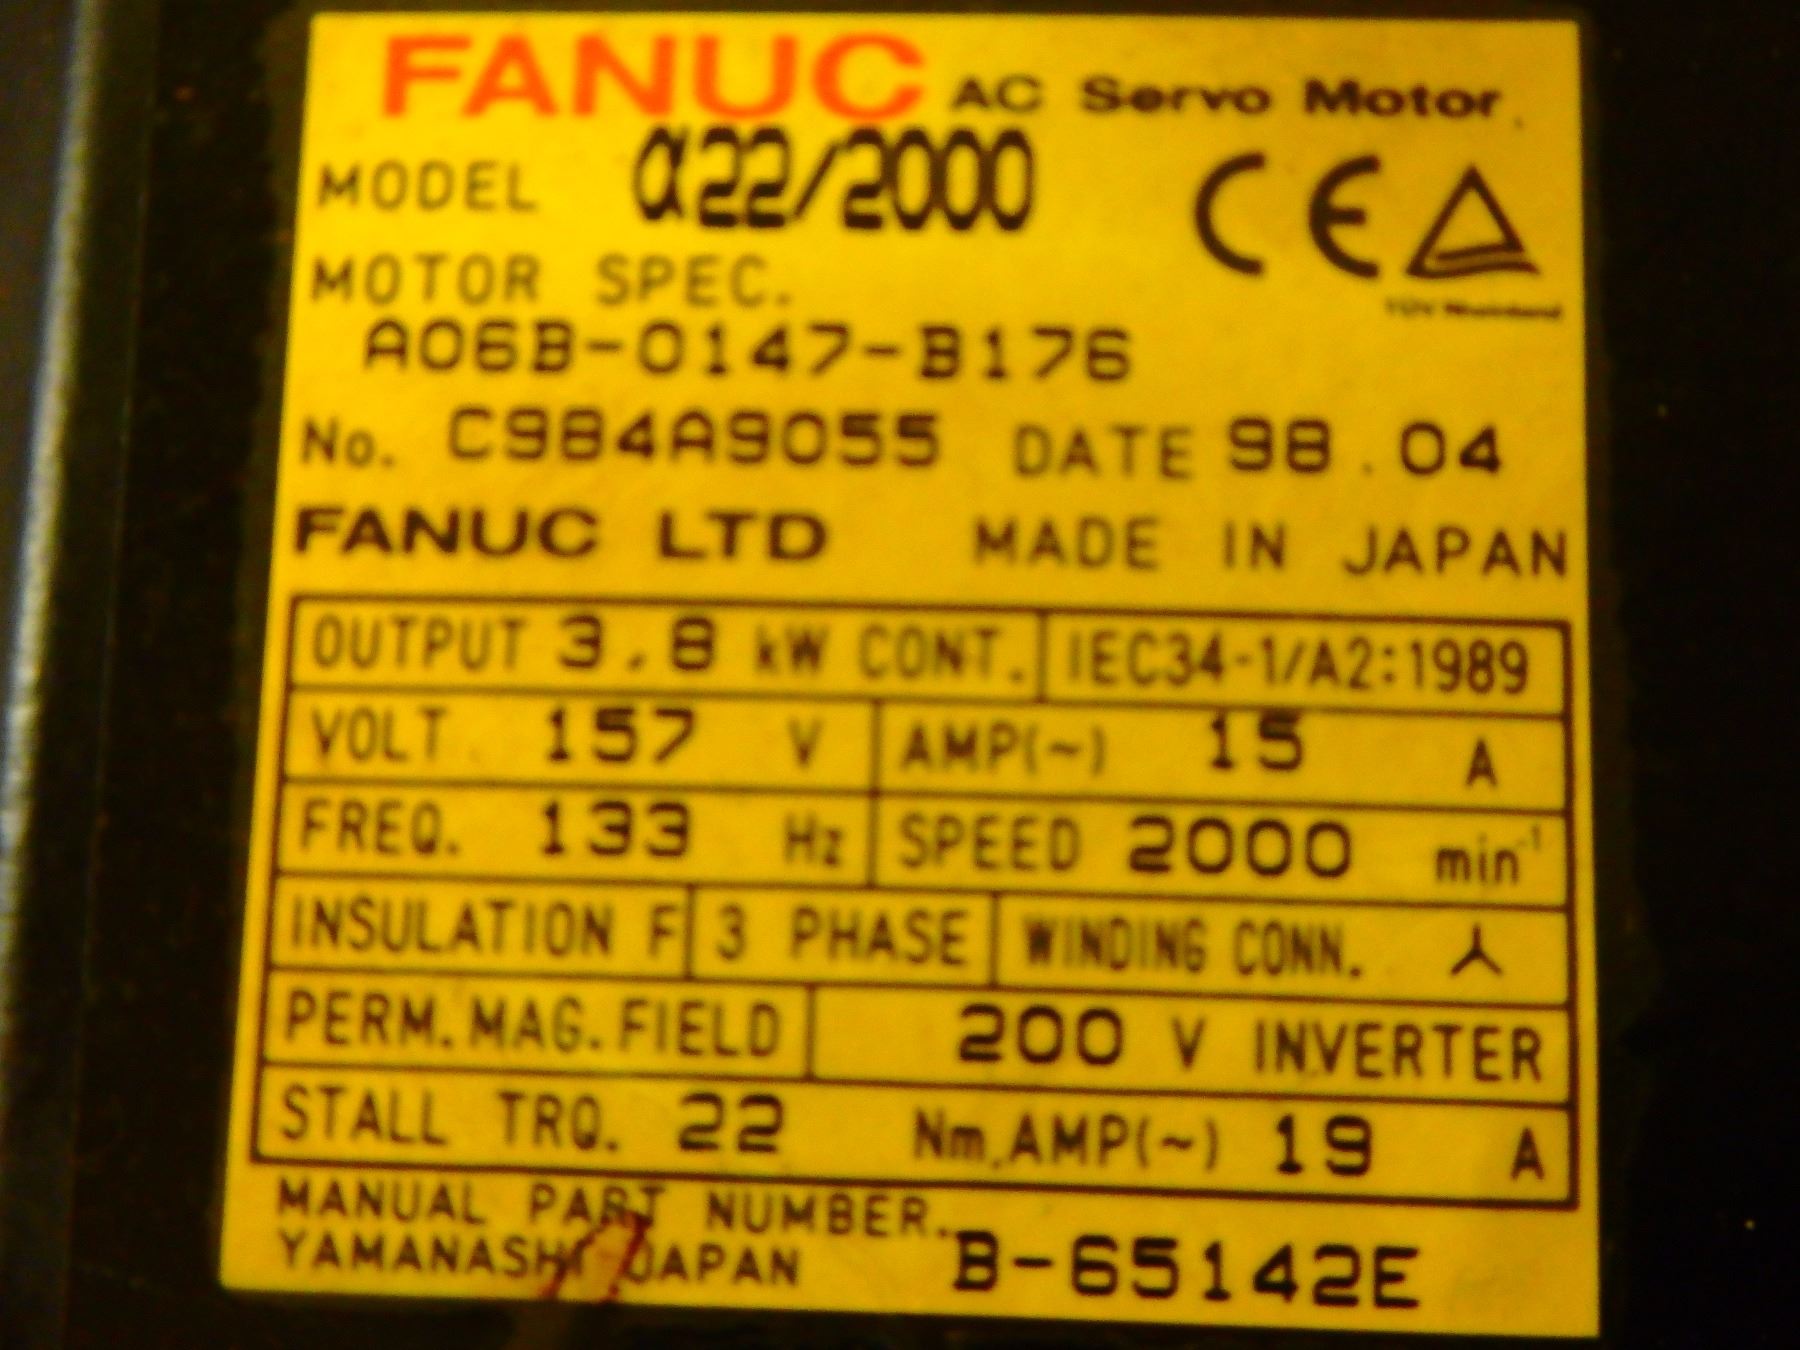 FANUC AC Servo Motor
MODEL α22/2000
CE
TÜV Rheinland
MOTOR SPEC.
A06B-0147-B176
No. C984A9055 DATE 98.04
FANUC LTD MADE IN JAPAN
OUTPUT 3.8 kW CONT. IEC34-1/A2:1989
VOLT 157 V AMP(~) 15 A
FREQ. 133 Hz SPEED 2000 min-1
INSULATION F 3 PHASE WINDING CONN.
PERM.MAG.FIELD 200 V INVERTER
STALL TRQ. 22 Nm,AMP(~) 19 A
MANUAL PART NUMBER.
YAMANASHI JAPAN B-65142E